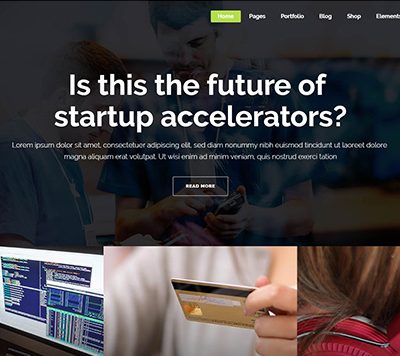 Home Pages Portfolio Blog Shop Elements
Is this the future of
startup accelerators?
Lorem ipsum dolor sit amet, consectetuer adipiscing elit, sed diam nonummy nibh euismod tincidunt ut laoreet dolore
magna aliquam erat volutpat. Ut wisi enim ad minim veniam, quis nostrud exerci tation
READ MORE